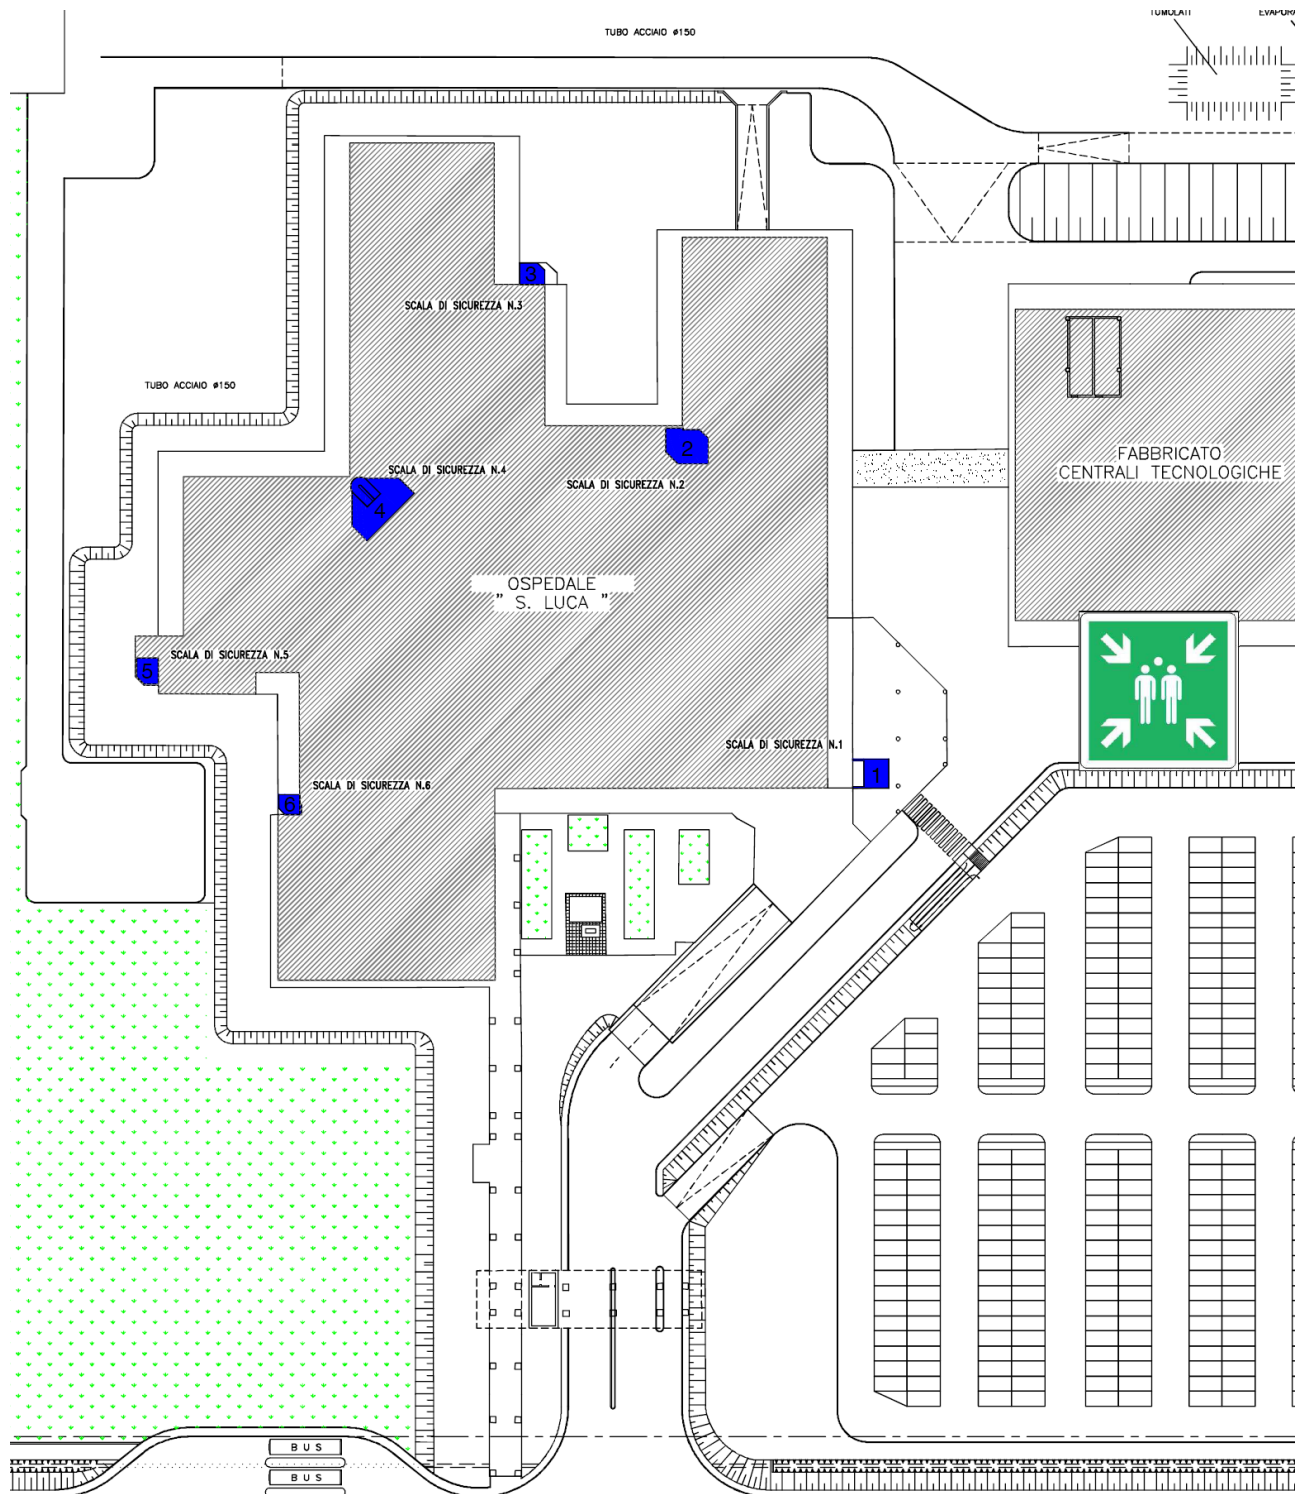 TUMOLATI
TUBO ACCIAIO ø150
3
SCALA DI SICUREZZA N.3
TUBO ACCIAIO ø150
2
FABBRICATO
CENTRALI TECNOLOGICHE
SCALA DI SICUREZZA N.4
SCALA DI SICUREZZA N.2
4
OSPEDALE
" S. LUCA "
SCALA DI SICUREZZA N.5
5
SCALA DI SICUREZZA N.1
1
SCALA DI SICUREZZA N.6
6
BUS
BUS